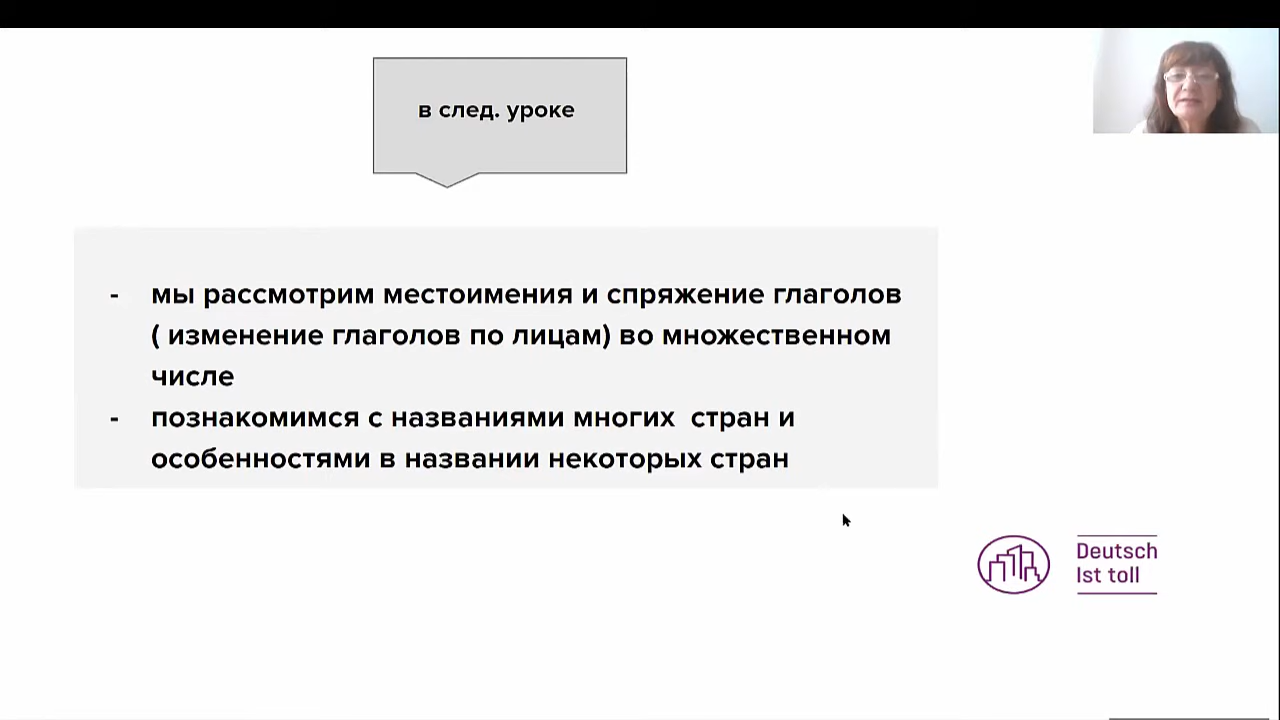 в след. уроке
- мы рассмотрим местоимения и спряжение глаголов
( изменение глаголов по лицам) во множественном
числе
- познакомимся с названиями многих  стран и
особенностями в названии некоторых стран
Deutsch
Ist toll